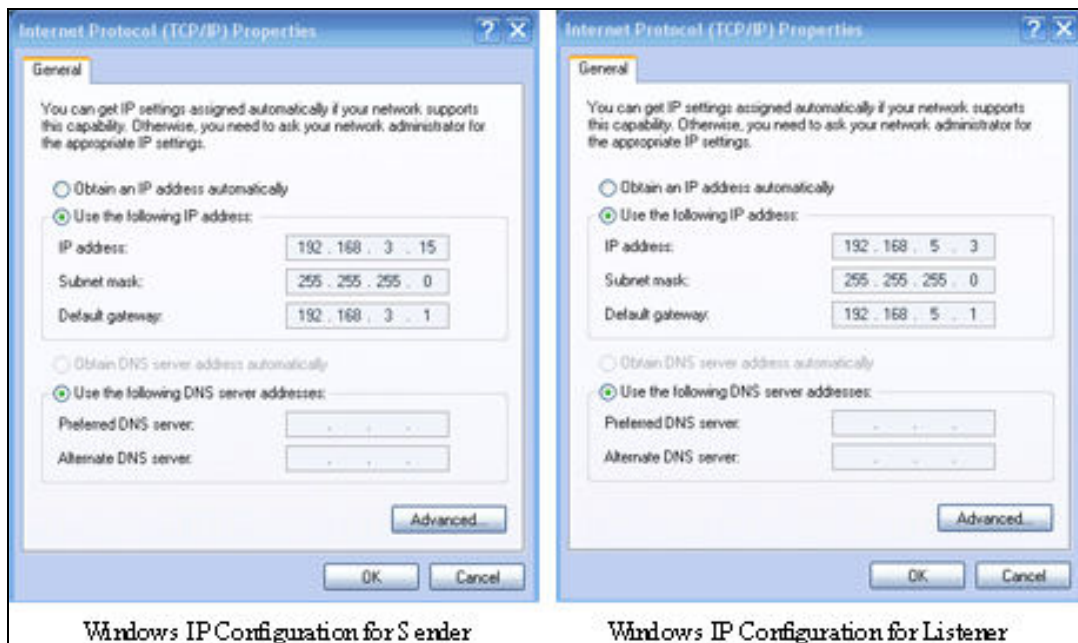 Internet Protocol (TCP/IP) Properties
General
You can get IP settings assigned automatically if your network supports
this capability. Otherwise, you need to ask your network administrator for
the appropriate IP settings.
Obtain an IP address automatically
Use the following IP address:
IP address: 192 . 168 . 3 . 15
Subnet mask: 255 . 255 . 255 . 0
Default gateway: 192 . 168 . 3 . 1
Obtain DNS server address automatically
Use the following DNS server addresses:
Preferred DNS server: . . .
Alternate DNS server: . . .
Advanced...
OK Cancel
Windows IP Configuration for Sender
Internet Protocol (TCP/IP) Properties
General
You can get IP settings assigned automatically if your network supports
this capability. Otherwise, you need to ask your network administrator for
the appropriate IP settings.
Obtain an IP address automatically
Use the following IP address:
IP address: 192 . 168 . 5 . 3
Subnet mask: 255 . 255 . 255 . 0
Default gateway: 192 . 168 . 5 . 1
Obtain DNS server address automatically
Use the following DNS server addresses:
Preferred DNS server: . . .
Alternate DNS server: . . .
Advanced...
OK Cancel
Windows IP Configuration for Listener